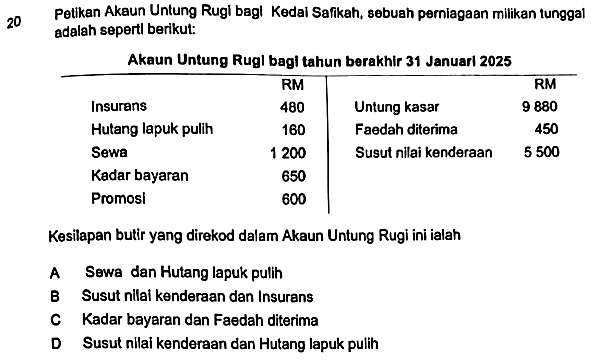 20 Petikan Akaun Untung Rugi bagi Kedai Safikah, sebuah perniagaan milikan tunggal
adalah seperti berikut:
Akaun Untung Rugi bagi tahun berakhir 31 Januari 2025
RM RM
Insurans 480 Untung kasar 9 880
Hutang lapuk pulih 160 Faedah diterima 450
Sewa 1 200 Susut nilai kenderaan 5 500
Kadar bayaran 650
Promosi 600
Kesilapan butir yang direkod dalam Akaun Untung Rugi ini ialah
A Sewa dan Hutang lapuk pulih
B Susut nilai kenderaan dan Insurans
C Kadar bayaran dan Faedah diterima
D Susut nilai kenderaan dan Hutang lapuk pulih